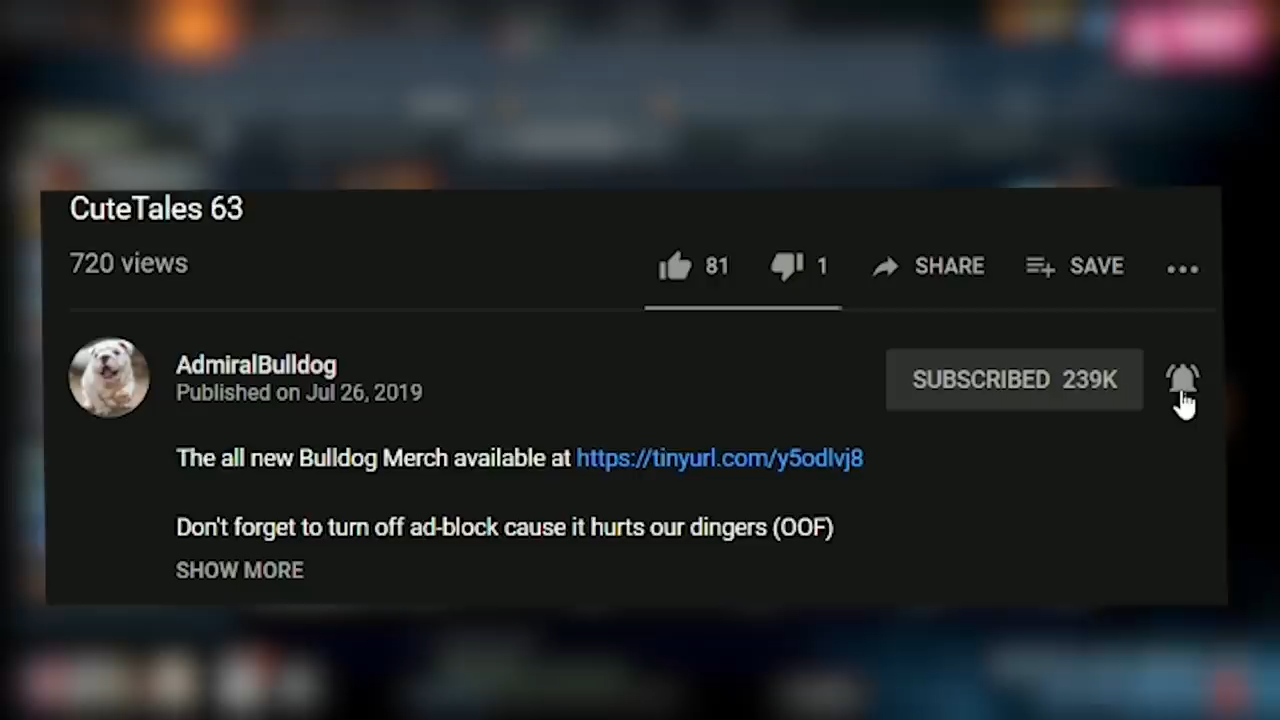 CuteTales 63
720 views
81 1 SHARE SAVE
AdmiralBulldog
Published on Jul 26, 2019
SUBSCRIBED 239K
The all new Bulldog Merch available at https://tinyurl.com/y5odlvj8
Don't forget to turn off ad-block cause it hurts our dingers (OOF)
SHOW MORE